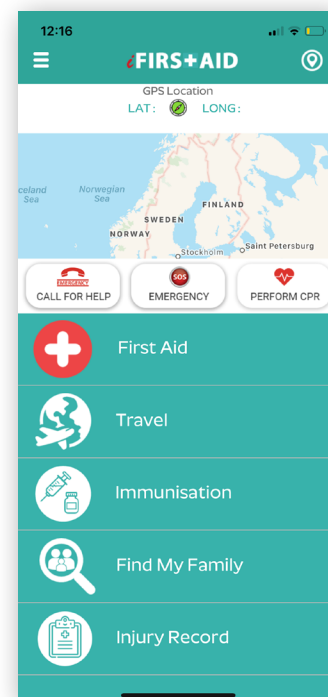 12:16
iFIRS+AID
GPS Location
LAT: LONG:
celand
Sea
Norwegian
Sea
FINLAND
SWEDEN
NORWAY
Stockholm
Saint Petersburg
EMERGENCY
SOS
CALL FOR HELP
EMERGENCY
PERFORM CPR
First Aid
Travel
Immunisation
Find My Family
Injury Record